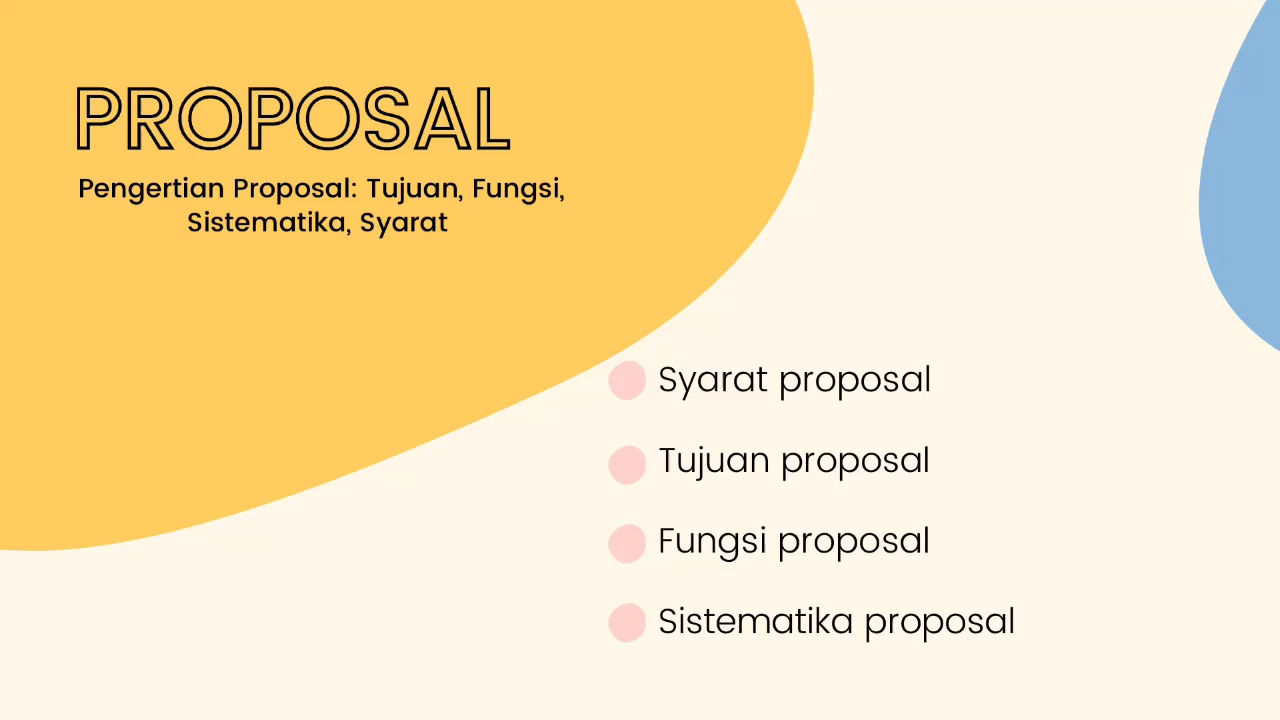 PROPOSAL
Pengertian Proposal: Tujuan, Fungsi,
Sistematika, Syarat
Syarat proposal
Tujuan proposal
Fungsi proposal
Sistematika proposal